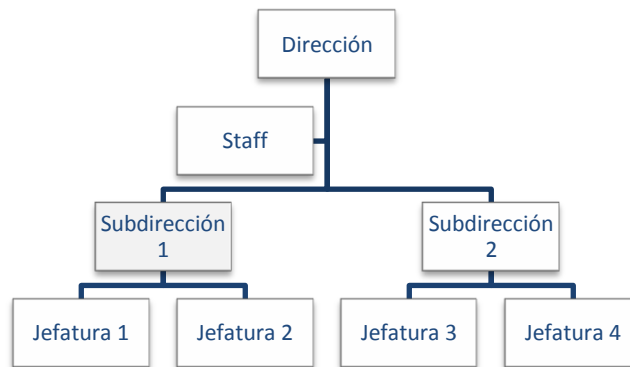 Dirección
Staff
Subdirección
1
Subdirección
2
Jefatura 1
Jefatura 2
Jefatura 3
Jefatura 4